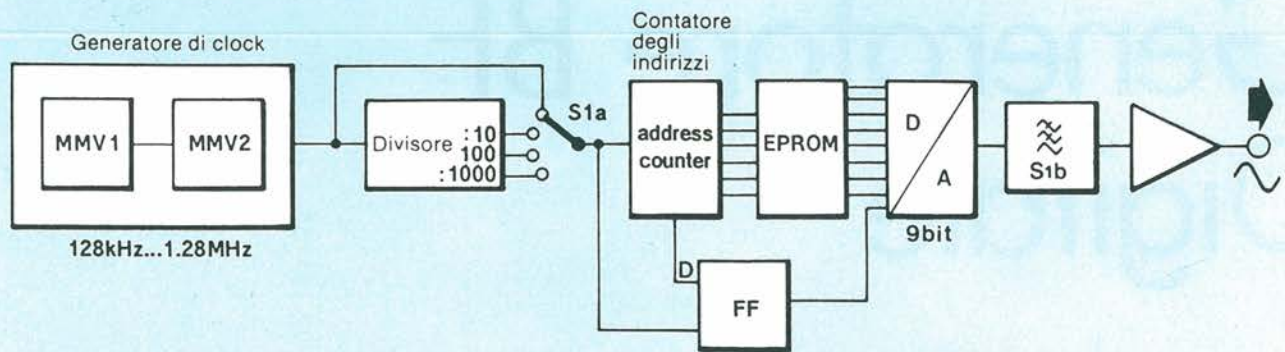 Generatore di clock
MMV1
MMV2
128kHz...1.28MHz
Divisore
:10
100
:1000
S1a
Contatore
degli
indirizzi
address
counter
EPROM
D
A
9bit
S1b
D
FF